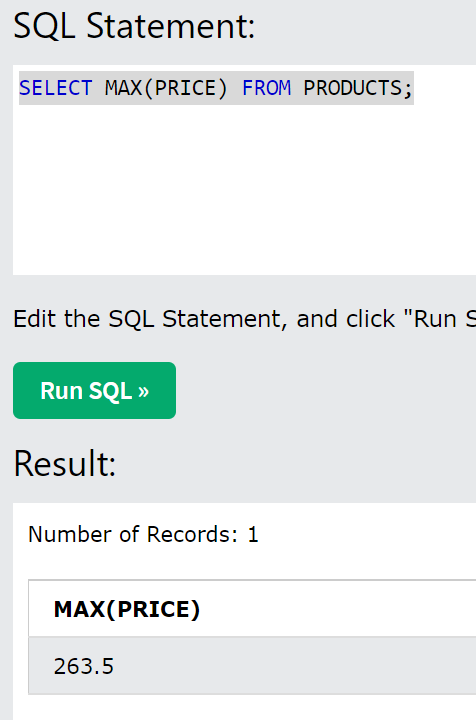 SQL Statement:
SELECT MAX(PRICE) FROM PRODUCTS;
Edit the SQL Statement, and click "Run
Run SQL »
Result:
Number of Records: 1
MAX(PRICE)
263.5